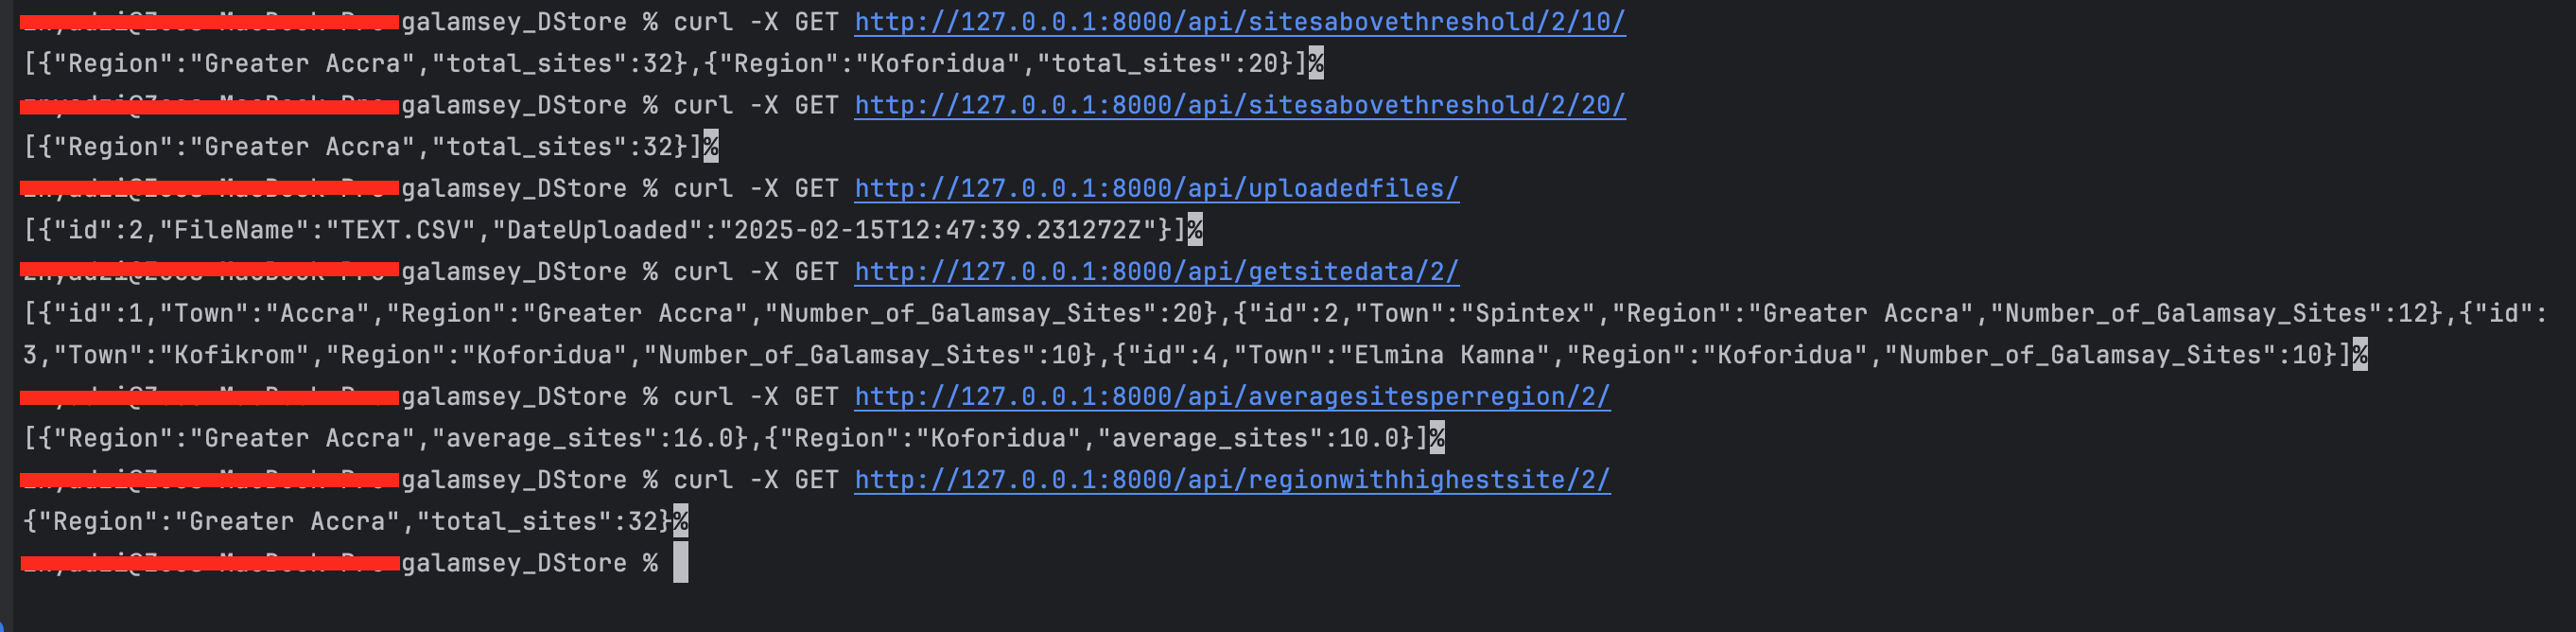 galamsey_DStore % curl -X GET http://127.0.0.1:8000/api/sitesabovethreshold/2/10/
[{"Region":"Greater Accra","total_sites":32},{"Region":"Koforidua","total_sites":20}]%
galamsey_DStore % curl -X GET http://127.0.0.1:8000/api/sitesabovethreshold/2/20/
[{"Region":"Greater Accra","total_sites":32}]%
galamsey_DStore % curl -X GET http://127.0.0.1:8000/api/uploadedfiles/
[{"id":2,"FileName":"TEXT.CSV","DateUploaded":"2025-02-15T12:47:39.231272Z"}]%
galamsey_DStore % curl -X GET http://127.0.0.1:8000/api/getsitedata/2/
[{"id":1,"Town":"Accra","Region":"Greater Accra","Number_of_Galamsay_Sites":20},{"id":2,"Town":"Spintex","Region":"Greater Accra","Number_of_Galamsay_Sites":12},{"id":
3,"Town":"Kofikrom","Region":"Koforidua","Number_of_Galamsay_Sites":10},{"id":4,"Town":"Elmina Kamna","Region":"Koforidua","Number_of_Galamsay_Sites":10}]%
galamsey_DStore % curl -X GET http://127.0.0.1:8000/api/averagesitesperregion/2/
[{"Region":"Greater Accra","average_sites":16.0},{"Region":"Koforidua","average_sites":10.0}]%
galamsey_DStore % curl -X GET http://127.0.0.1:8000/api/regionwithhighestsite/2/
{"Region":"Greater Accra","total_sites":32}%
galamsey_DStore %